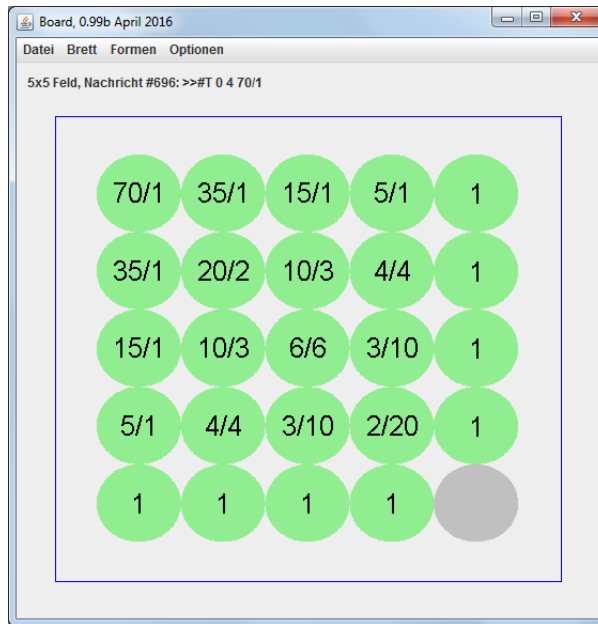 Board, 0.99b April 2016
Datei Brett Formen Optionen
5x5 Feld, Nachricht #696: >>#T 0 4 70/1
70/1 35/1 15/1 5/1 1
35/1 20/2 10/3 4/4 1
15/1 10/3 6/6 3/10 1
5/1 4/4 3/10 2/20 1
1 1 1 1